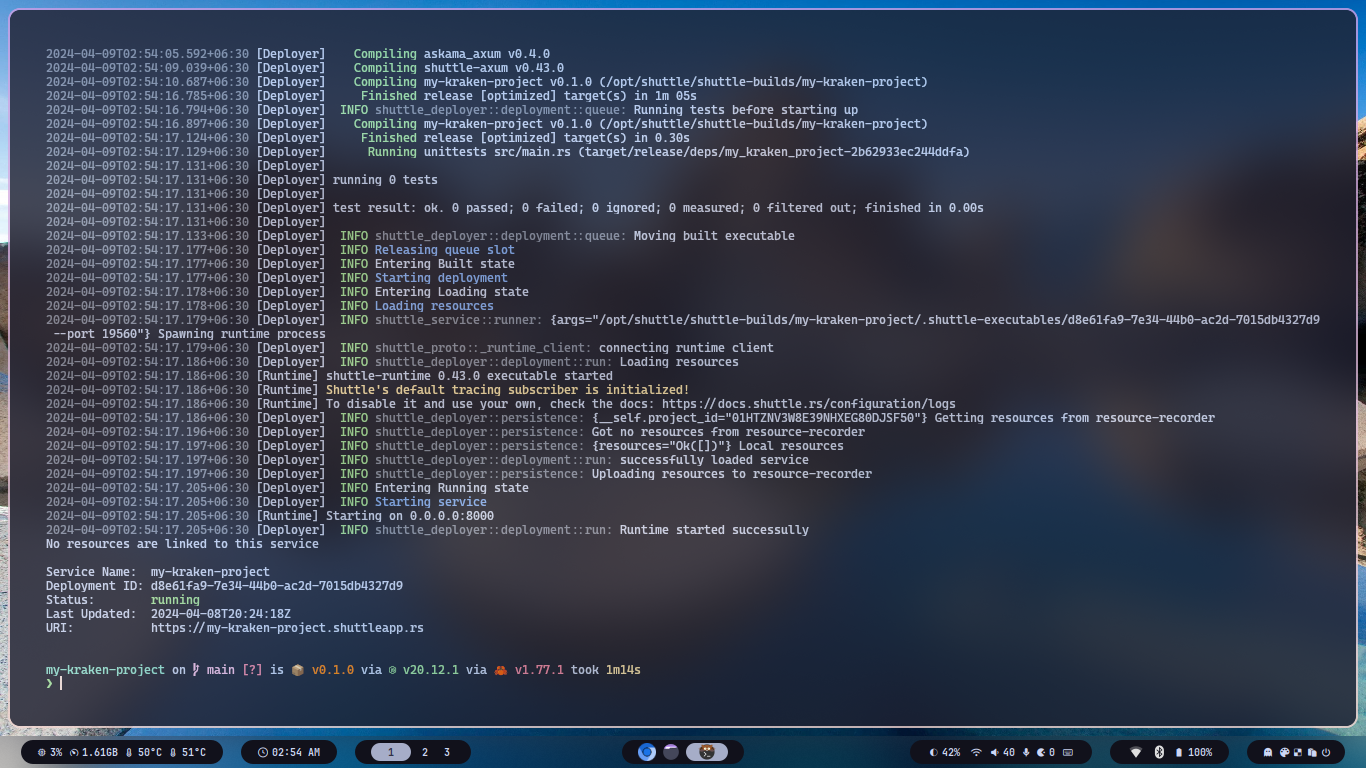 2024-04-09T02:54:05.592+06:30 [Deployer]    Compiling askama_axum v0.4.0
2024-04-09T02:54:09.039+06:30 [Deployer]    Compiling shuttle-axum v0.43.0
2024-04-09T02:54:10.687+06:30 [Deployer]    Compiling my-kraken-project v0.1.0 (/opt/shuttle/shuttle-builds/my-kraken-project)
2024-04-09T02:54:16.785+06:30 [Deployer]     Finished release [optimized] target(s) in 1m 05s
2024-04-09T02:54:16.794+06:30 [Deployer]  INFO shuttle_deployer::deployment::queue: Running tests before starting up
2024-04-09T02:54:16.897+06:30 [Deployer]    Compiling my-kraken-project v0.1.0 (/opt/shuttle/shuttle-builds/my-kraken-project)
2024-04-09T02:54:17.124+06:30 [Deployer]     Finished release [optimized] target(s) in 0.30s
2024-04-09T02:54:17.129+06:30 [Deployer]      Running unittests src/main.rs (target/release/deps/my_kraken_project-2b62933ec244ddfa)
2024-04-09T02:54:17.131+06:30 [Deployer]
2024-04-09T02:54:17.131+06:30 [Deployer] running 0 tests
2024-04-09T02:54:17.131+06:30 [Deployer]
2024-04-09T02:54:17.131+06:30 [Deployer] test result: ok. 0 passed; 0 failed; 0 ignored; 0 measured; 0 filtered out; finished in 0.00s
2024-04-09T02:54:17.131+06:30 [Deployer]
2024-04-09T02:54:17.133+06:30 [Deployer]  INFO shuttle_deployer::deployment::queue: Moving built executable
2024-04-09T02:54:17.177+06:30 [Deployer]  INFO Releasing queue slot
2024-04-09T02:54:17.177+06:30 [Deployer]  INFO Entering Built state
2024-04-09T02:54:17.177+06:30 [Deployer]  INFO Starting deployment
2024-04-09T02:54:17.178+06:30 [Deployer]  INFO Entering Loading state
2024-04-09T02:54:17.178+06:30 [Deployer]  INFO Loading resources
2024-04-09T02:54:17.179+06:30 [Deployer]  INFO shuttle_service::runner: {args="/opt/shuttle/shuttle-builds/my-kraken-project/.shuttle-executables/d8e61fa9-7e34-44b0-ac2d-7015db4327d9
 --port 19560"} Spawning runtime process
2024-04-09T02:54:17.179+06:30 [Deployer]  INFO shuttle_proto::_runtime_client: connecting runtime client
2024-04-09T02:54:17.186+06:30 [Deployer]  INFO shuttle_deployer::deployment::run: Loading resources
2024-04-09T02:54:17.186+06:30 [Runtime] shuttle-runtime 0.43.0 executable started
2024-04-09T02:54:17.186+06:30 [Runtime] Shuttle's default tracing subscriber is initialized!
2024-04-09T02:54:17.186+06:30 [Runtime] To disable it and use your own, check the docs: https://docs.shuttle.rs/configuration/logs
2024-04-09T02:54:17.186+06:30 [Deployer]  INFO shuttle_deployer::persistence: {__self.project_id="01HTZNV3W8E39NHXEG80DJSF50"} Getting resources from resource-recorder
2024-04-09T02:54:17.196+06:30 [Deployer]  INFO shuttle_deployer::persistence: Got no resources from resource-recorder
2024-04-09T02:54:17.197+06:30 [Deployer]  INFO shuttle_deployer::persistence: {resources="Ok([])"} Local resources
2024-04-09T02:54:17.197+06:30 [Deployer]  INFO shuttle_deployer::deployment::run: successfully loaded service
2024-04-09T02:54:17.197+06:30 [Deployer]  INFO shuttle_deployer::persistence: Uploading resources to resource-recorder
2024-04-09T02:54:17.205+06:30 [Deployer]  INFO Entering Running state
2024-04-09T02:54:17.205+06:30 [Deployer]  INFO Starting service
2024-04-09T02:54:17.205+06:30 [Runtime] Starting on 0.0.0.0:8000
2024-04-09T02:54:17.205+06:30 [Deployer]  INFO shuttle_deployer::deployment::run: Runtime started successully
No resources are linked to this service
Service Name:  my-kraken-project
Deployment ID: d8e61fa9-7e34-44b0-ac2d-7015db4327d9
Status:        running
Last Updated:  2024-04-08T20:24:18Z
URI:           https://my-kraken-project.shuttleapp.rs
my-kraken-project on main [?] is 📦 v0.1.0 via v20.12.1 via 🦀 v1.77.1 took 1m14s
❯
3% 1.61GB 50°C 51°C 02:54 AM 1 2 3 42% 40 0 100%